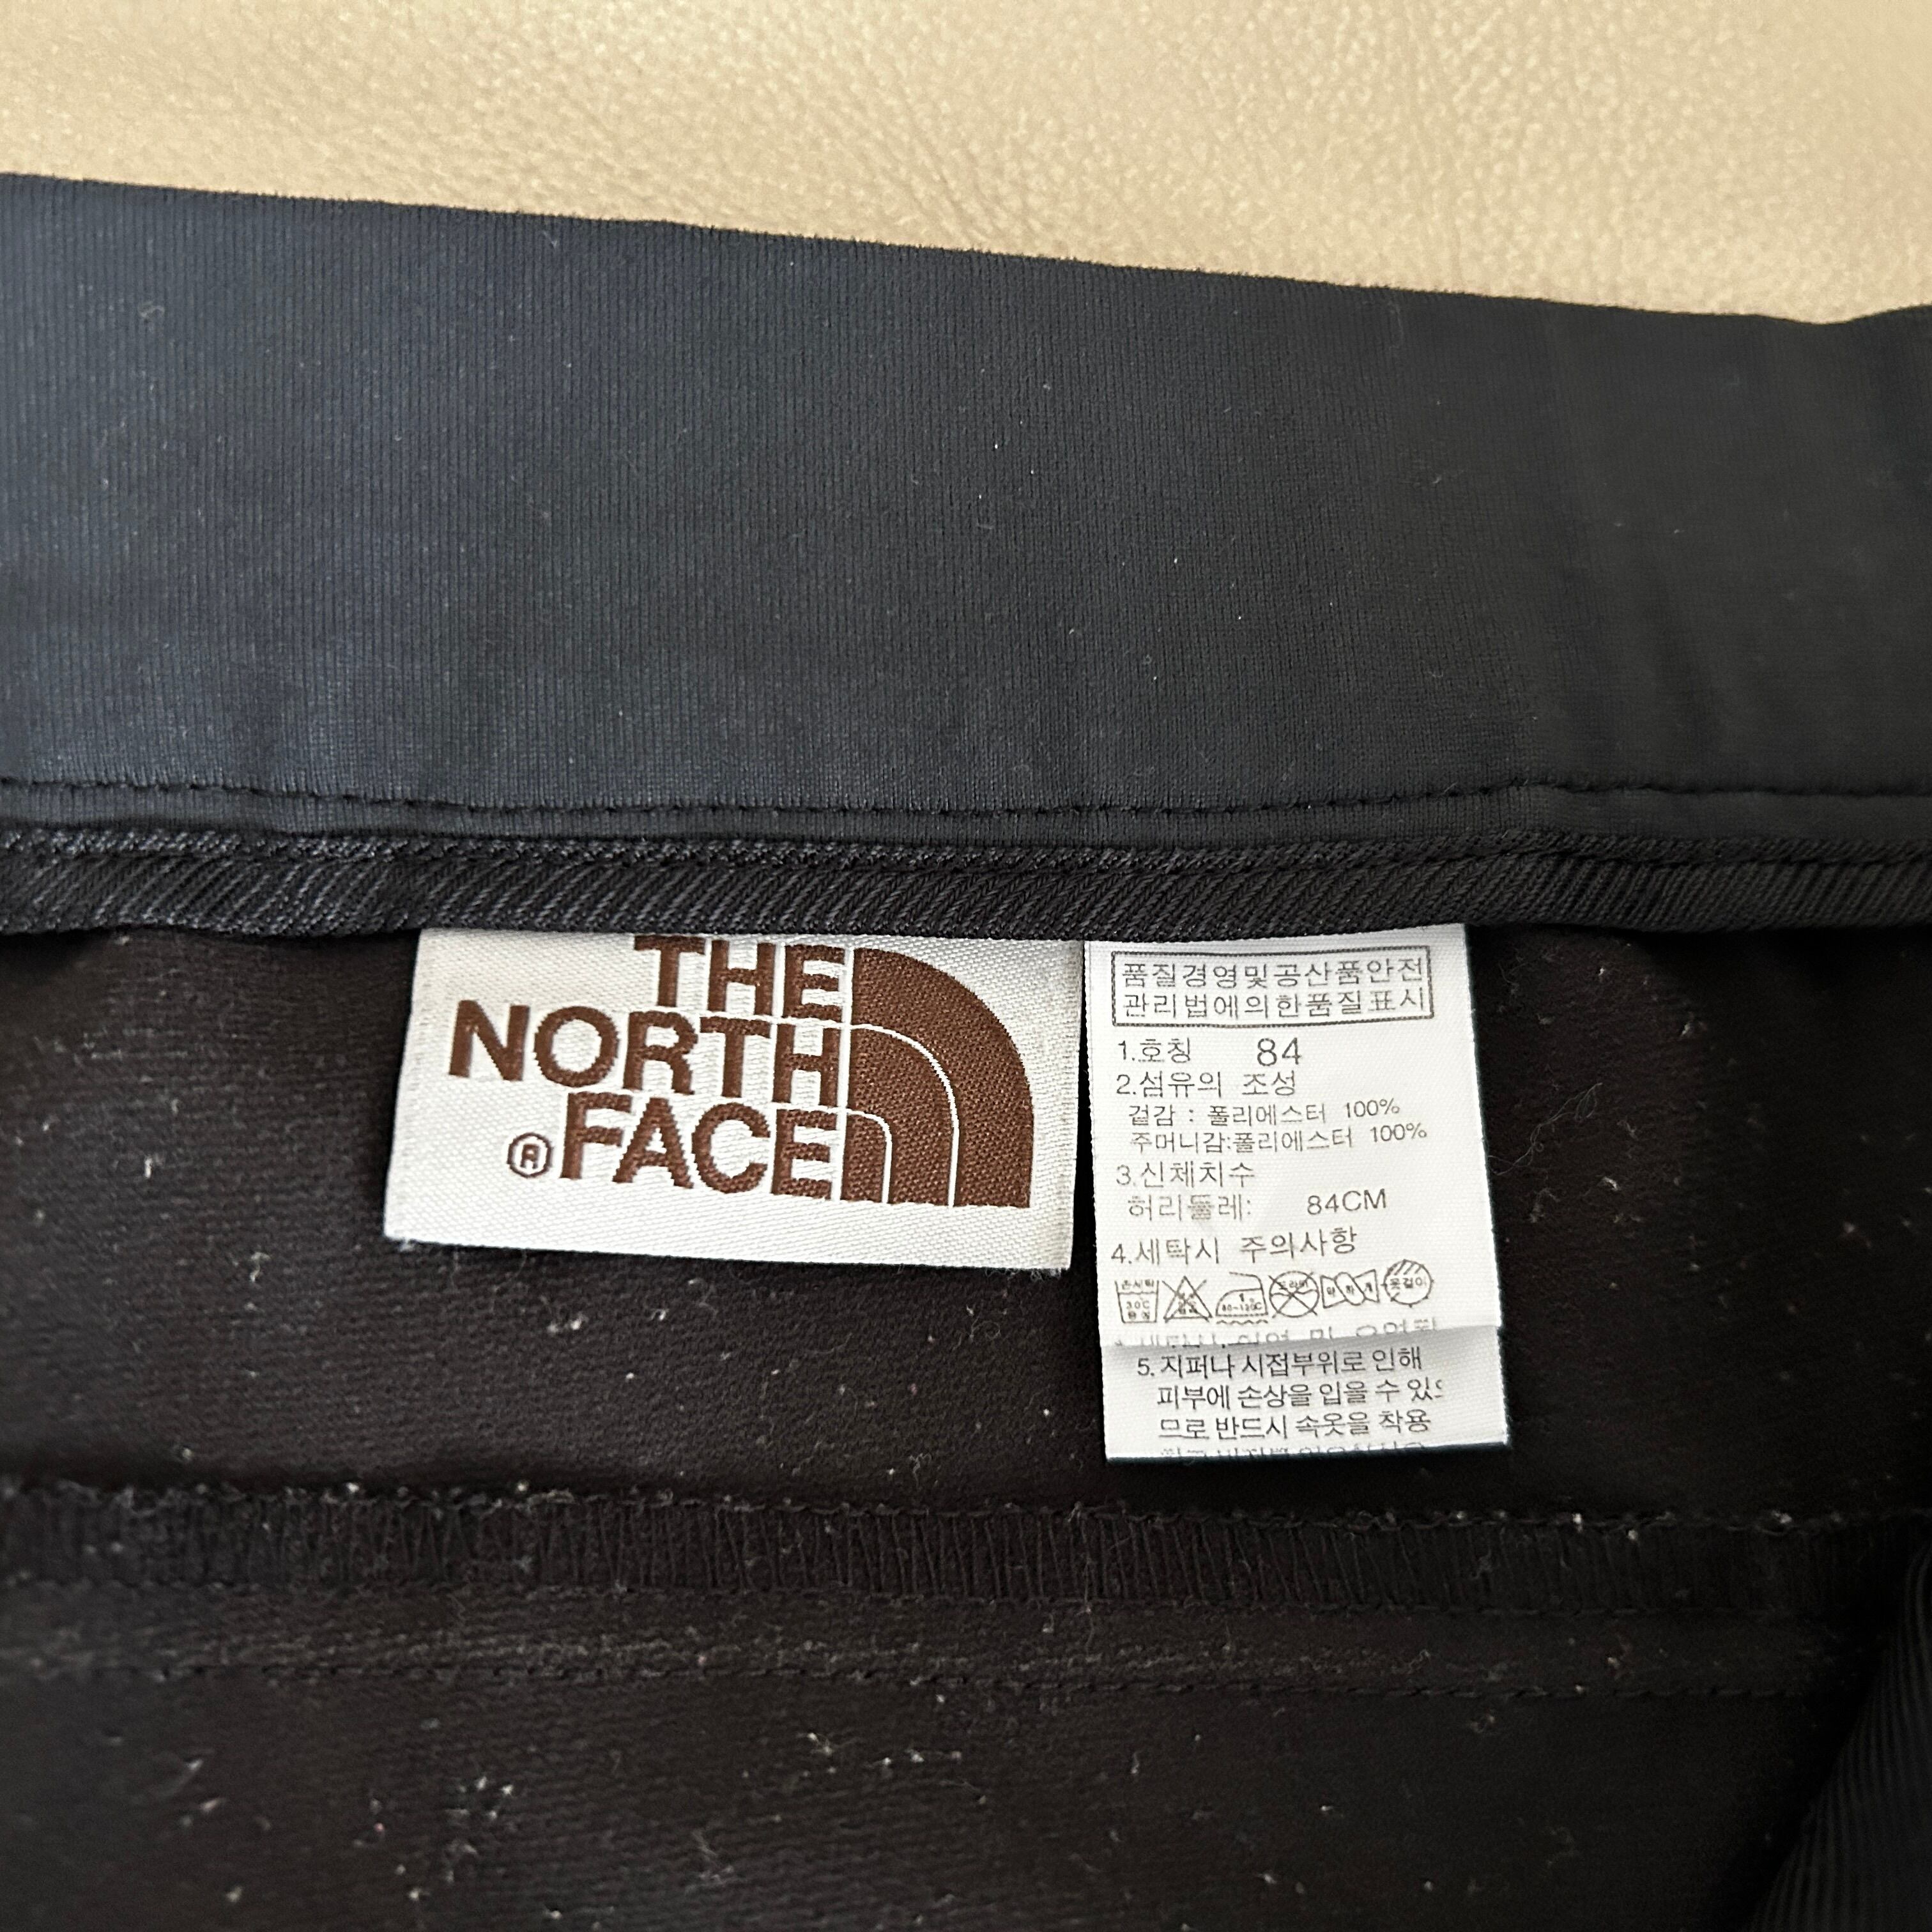 THE
NORTH
® FACE
품질경영및공산품안전
관리법에의한품질표시
1.호칭 84
2.섬유의 조성
겉감 : 폴리에스터 100%
주머니감:폴리에스터 100%
3.신체치수
허리둘레: 84CM
4.세탁시 주의사항
80~120℃
옷걸이
5.지퍼나 시접부위로 인해
피부에 손상을 입을 수 있으
므로 반드시 속옷을 착용